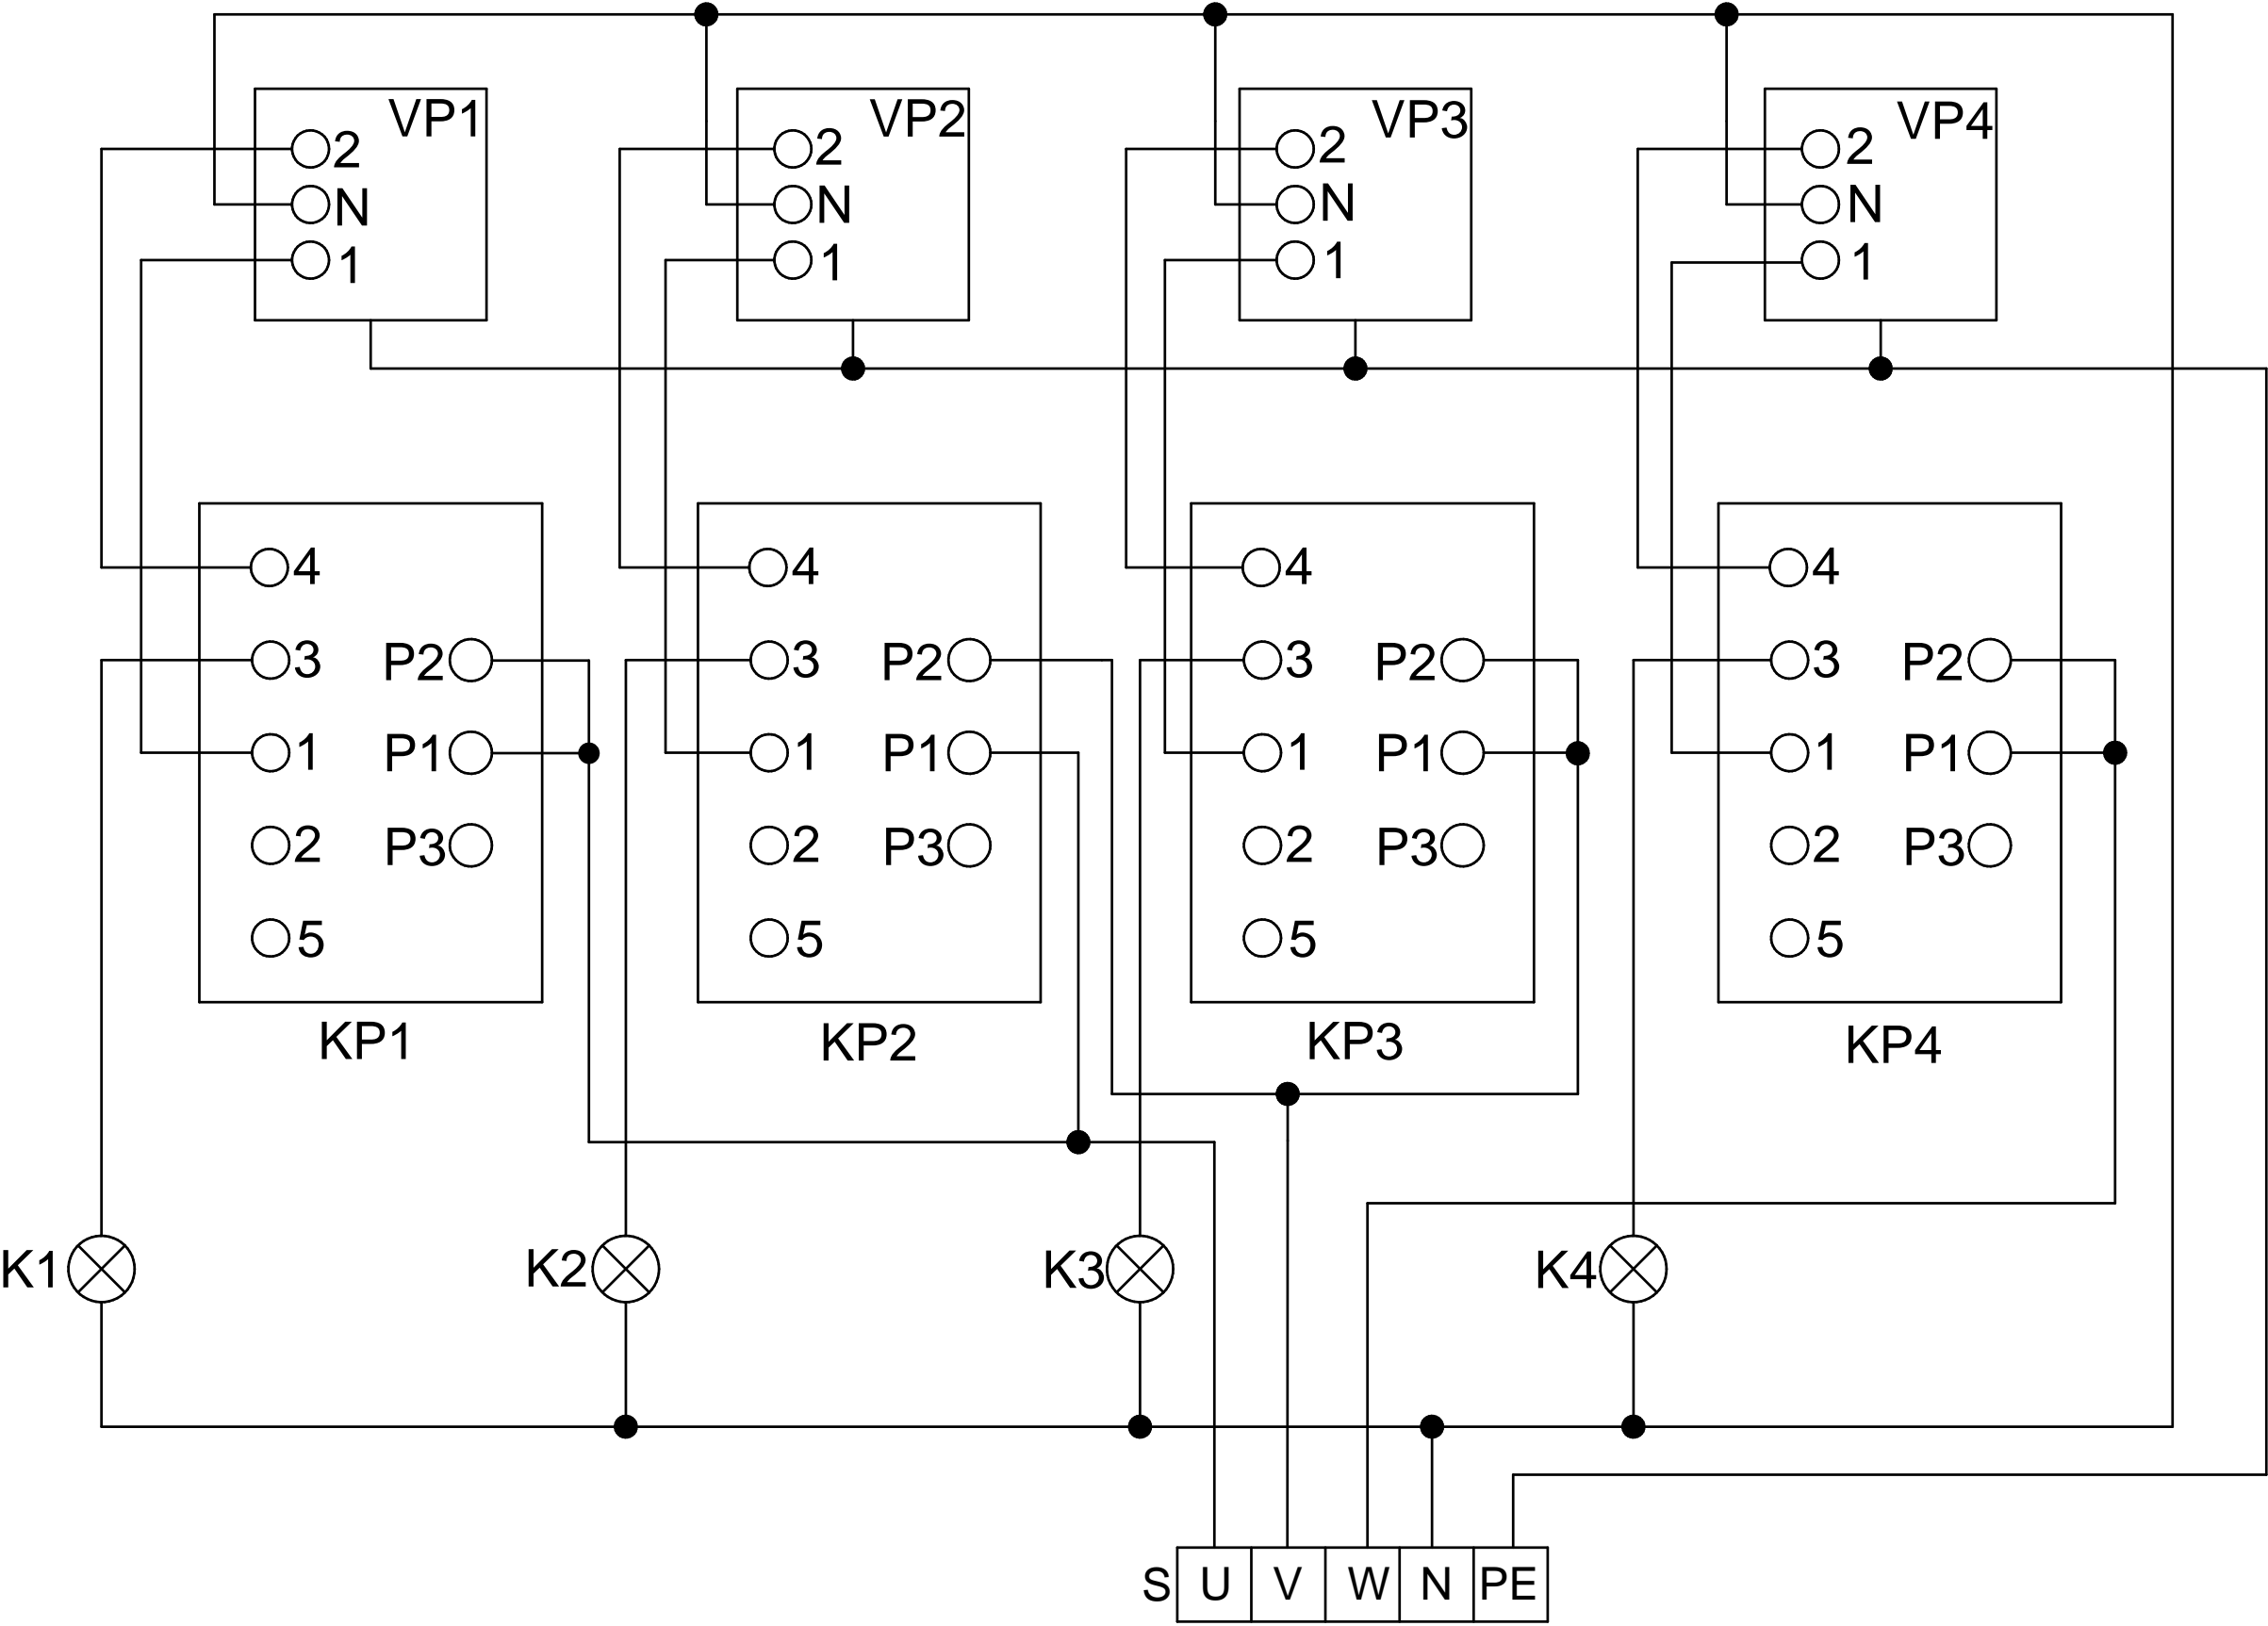 VP1 VP2 VP3 VP4
2 2 2 2
N N N N
1 1 1 1
4 4 4 4
3 P2 3 P2 3 P2 3 P2
1 P1 1 P1 1 P1 1 P1
2 P3 2 P3 2 P3 2 P3
5 5 5 5
KP1 KP2 KP3 KP4
K1 K2 K3 K4
S U V W N PE